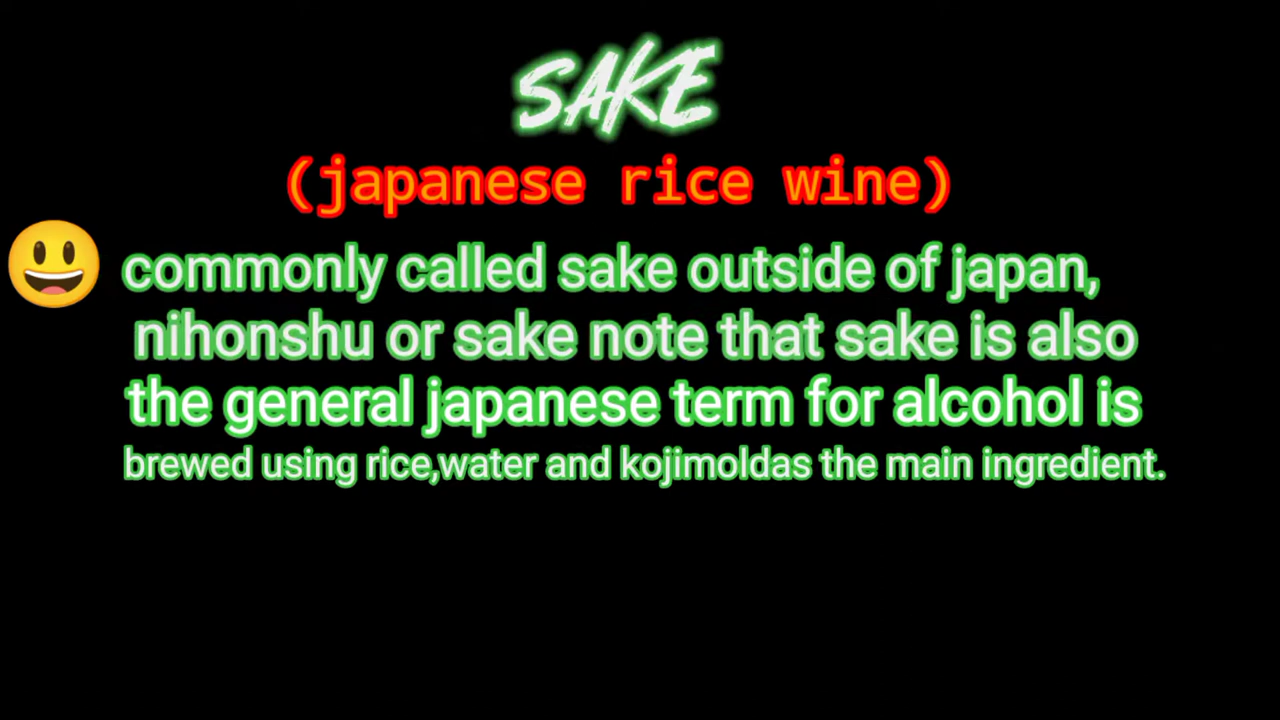 SAKE
(japanese rice wine)
commonly called sake outside of japan,
nihonshu or sake note that sake is also
the general japanese term for alcohol is
brewed using rice,water and kojimoldas the main ingredient.